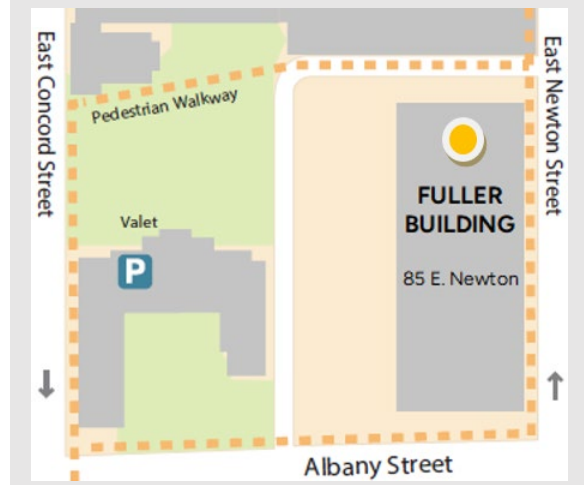 East Concord Street
East Newton Street
Pedestrian Walkway
FULLER
BUILDING
Valet
P
85 E. Newton
Albany Street